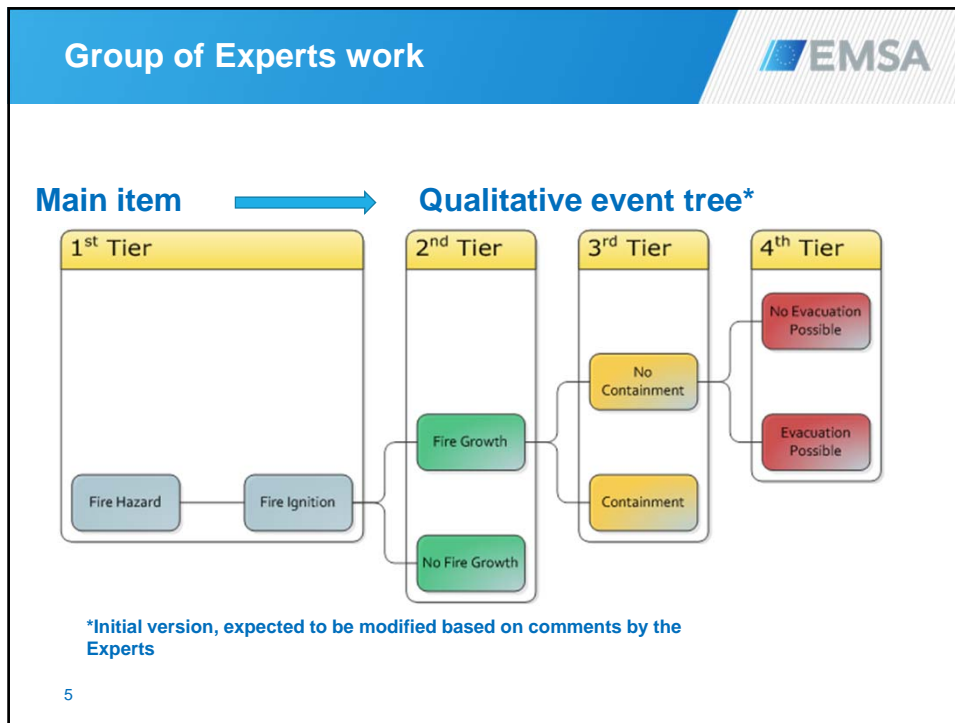 Group of Experts work
EMSA
Main item
Qualitative event tree*
1st Tier
2nd Tier
3rd Tier
4th Tier
No Evacuation
Possible
No
Containment
Fire Growth
Evacuation
Possible
Fire Hazard
Fire Ignition
Containment
No Fire Growth
*Initial version, expected to be modified based on comments by the
Experts
5